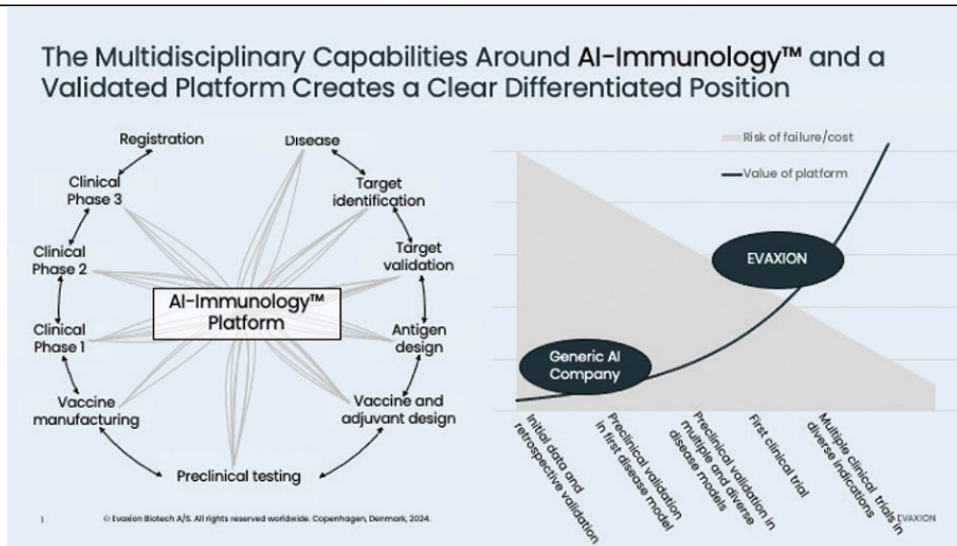 The Multidisciplinary Capabilities Around AI-Immunology™ and a
Validated Platform Creates a Clear Differentiated Position
Registration
Disease
Clinical
Phase 3
Target
identification
Clinical
Phase 2
Target
validation
AI-Immunology™
Platform
Clinical
Phase 1
Antigen
design
Vaccine
manufacturing
Vaccine and
adjuvant design
Preclinical testing
Risk of failure/cost
Value of platform
EVAXION
Generic AI
Company
Initial data and
retrospective validation
Preclinical validation
in first disease model
Preclinical validation in
multiple and diverse
disease models
First clinical trial
Multiple clinical trials in
diverse indications
1
© Evaxion Biotech A/S. All rights reserved worldwide. Copenhagen, Denmark, 2024.
EVAXION